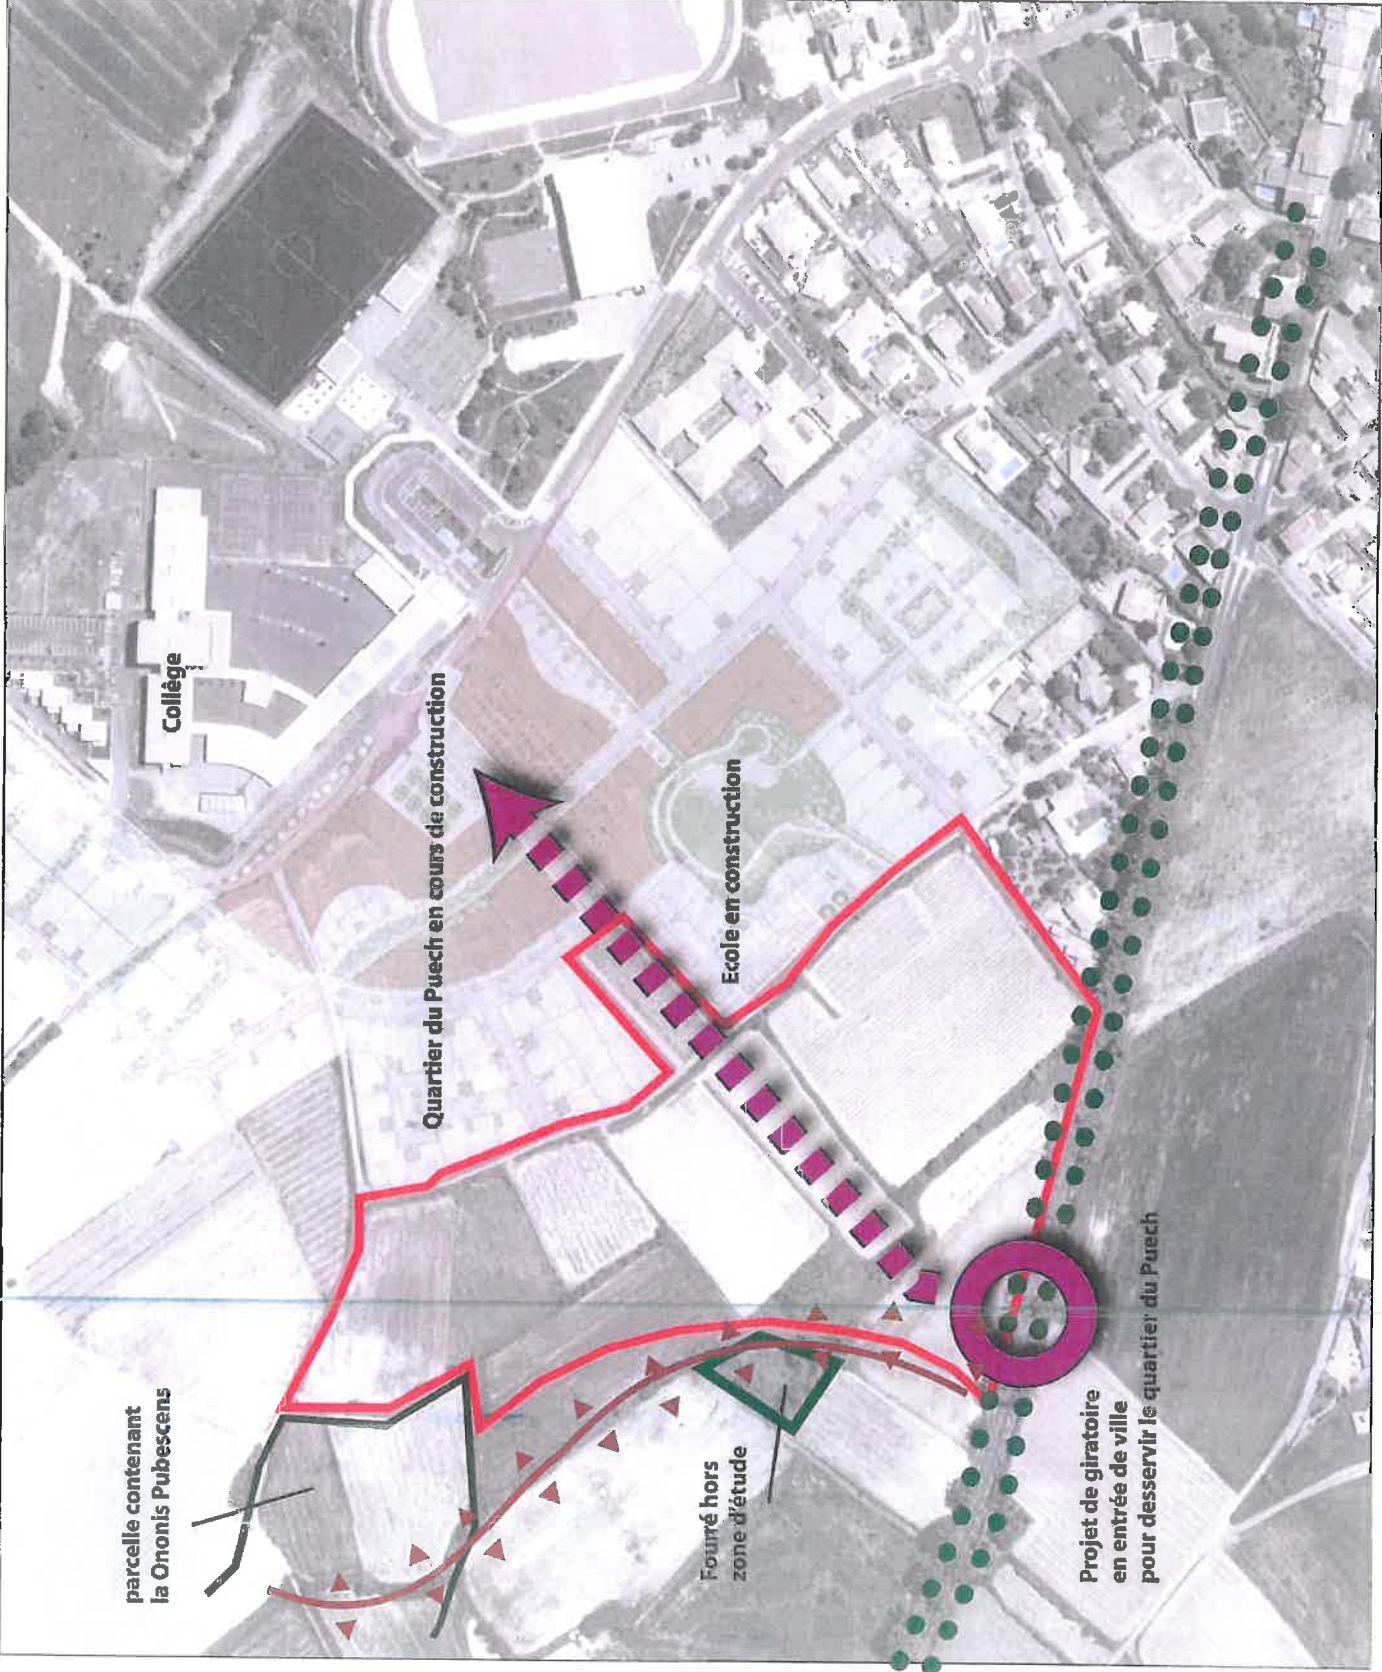 parcelle contenant
la Ononis Pubescens
Collège
Quartier du Puech en cours de construction
Fourré hors
zone d'étude
Ecole en construction
Projet de giratoire
en entrée de ville
pour desservir le quartier du Puech